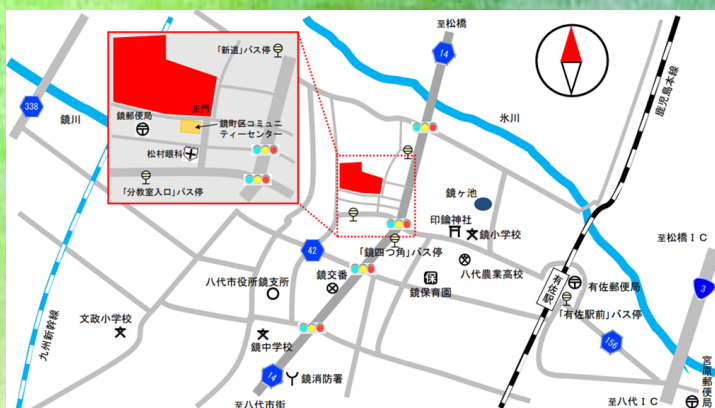 至松橋
14
「新道」バス停
338
鏡川
正門
鏡郵便局
鏡町区コミュニ
ティーセンター
松村眼科
「分教室入口」バス停
氷川
鹿児島本線
鏡ヶ池
印鑰神社
鏡小学校
「鏡四つ角」バス停
42
八代農業高校
至松橋ＩＣ
八代市役所鏡支所
鏡交番
保
鏡保育園
有佐駅
有佐郵便局
「有佐駅前」バス停
3
文政小学校
九州新幹線
鏡中学校
156
宮原郵便局
14
鏡消防署
至八代市街
至八代ＩＣ